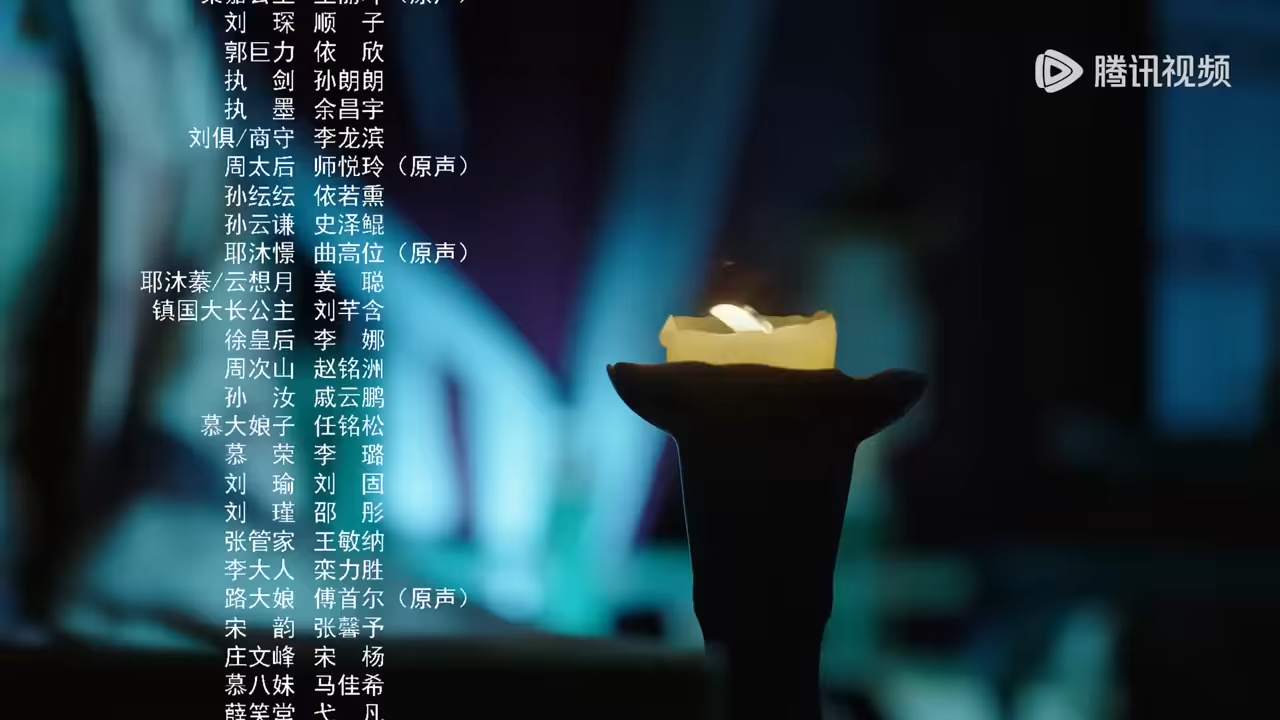 刘　琛　顺　子
郭巨力　依　欣
执　剑　孙朗朗
执　墨　余昌宇
刘俱/商守　李龙滨
周太后　师悦玲（原声）
孙纭纭　依若熏
孙云谦　史泽鲲
耶沐憬　曲高位（原声）
耶沐蓁/云想月　姜　聪
镇国大长公主　刘芊含
徐皇后　李　娜
周次山　赵铭洲
孙　汝　戚云鹏
慕大娘子　任铭松
慕　荣　李　璐
刘　瑜　刘　固
刘　瑾　邵　彤
张管家　王敏纳
李大人　栾力胜
路大娘　傅首尔（原声）
宋　韵　张馨予
庄文峰　宋　杨
慕八妹　马佳希
薛笑堂　弋　凡
腾讯视频